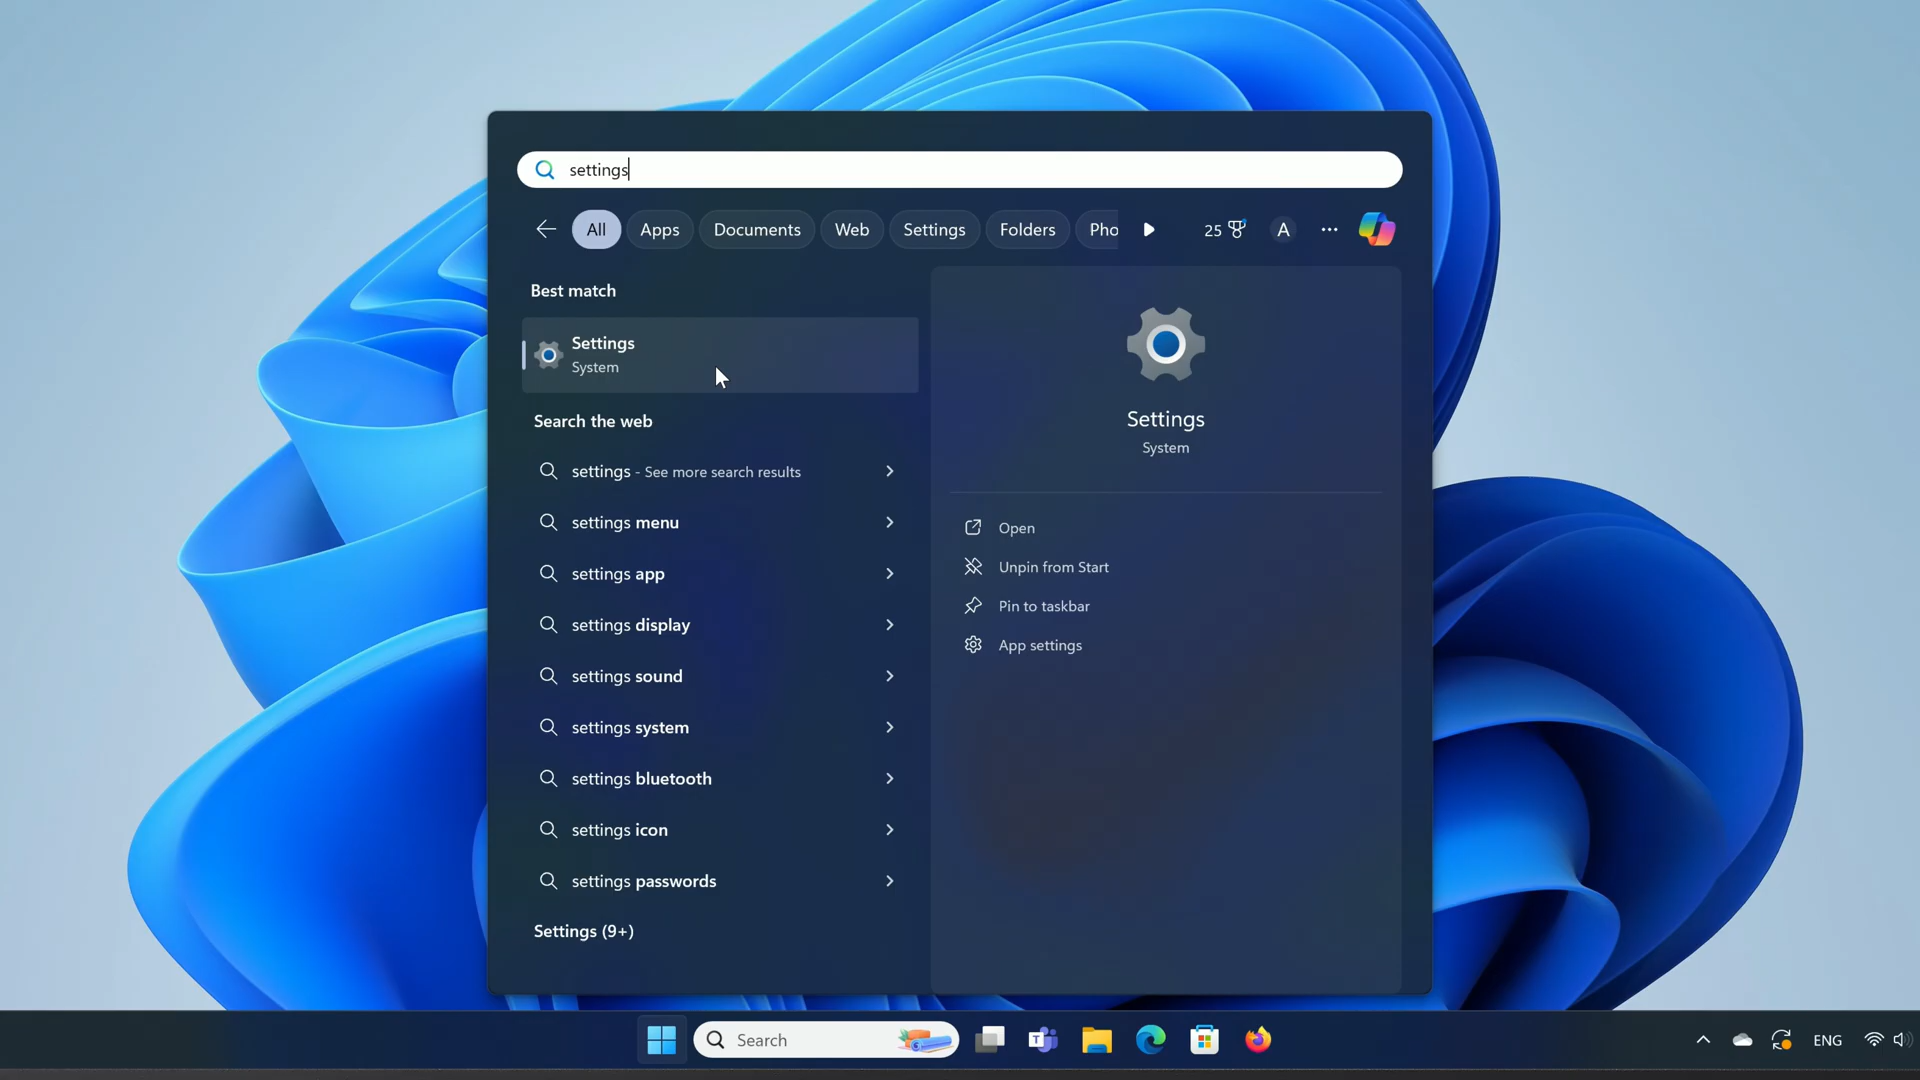 settings
All Apps Documents Web Settings Folders Pho 25 A
Best match
Settings
System
Search the web
settings - See more search results
settings menu
settings app
settings display
settings sound
settings system
settings bluetooth
settings icon
settings passwords
Settings (9+)
Settings
System
Open
Unpin from Start
Pin to taskbar
App settings
Search
ENG